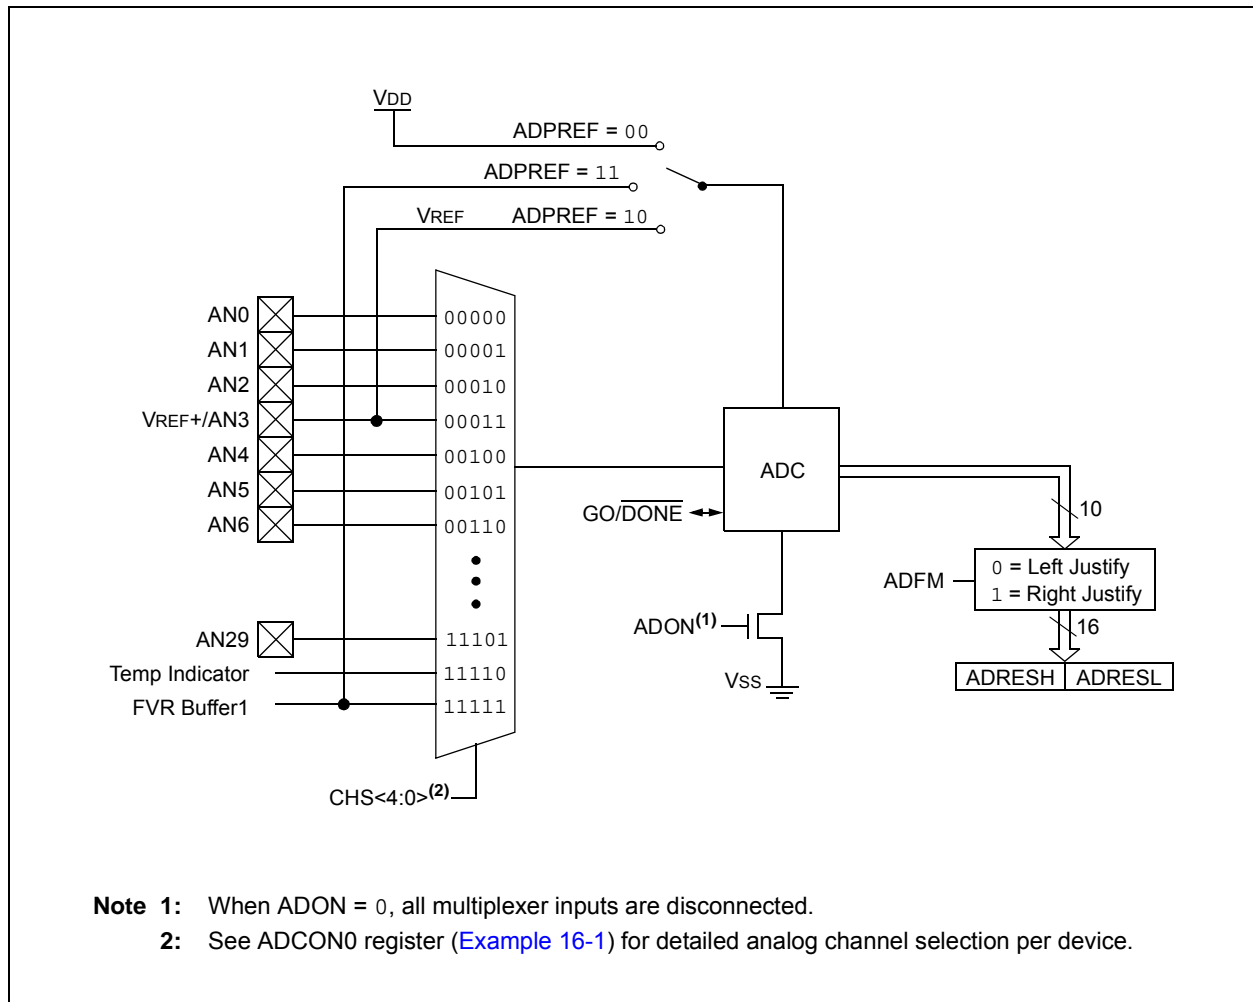 VDD
ADPREF = 00
ADPREF = 11
VREF ADPREF = 10
AN0
00000
AN1
00001
AN2
00010
VREF+/AN3
00011
AN4
00100
AN5
00101
AN6
00110
ADC
GO/DONE
10
ADFM
0 = Left Justify
1 = Right Justify
16
ADRESH ADRESL
ADON(1)
VSS
AN29
11101
Temp Indicator
11110
FVR Buffer1
11111
CHS<4:0>(2)
Note 1: When ADON = 0, all multiplexer inputs are disconnected.
2: See ADCON0 register (Example 16-1) for detailed analog channel selection per device.